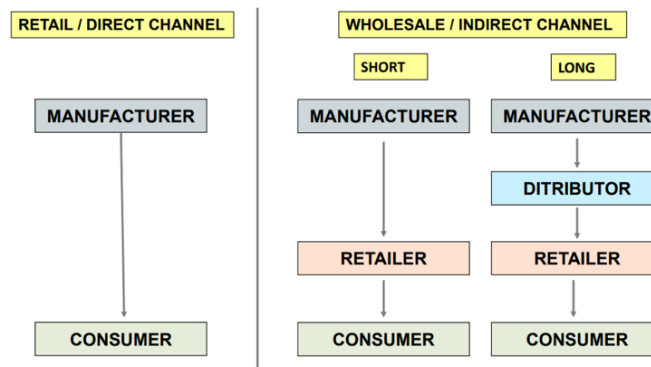 RETAIL / DIRECT CHANNEL
WHOLESALE / INDIRECT CHANNEL
SHORT
LONG
MANUFACTURER
MANUFACTURER
MANUFACTURER
DITRIBUTOR
RETAILER
RETAILER
CONSUMER
CONSUMER
CONSUMER